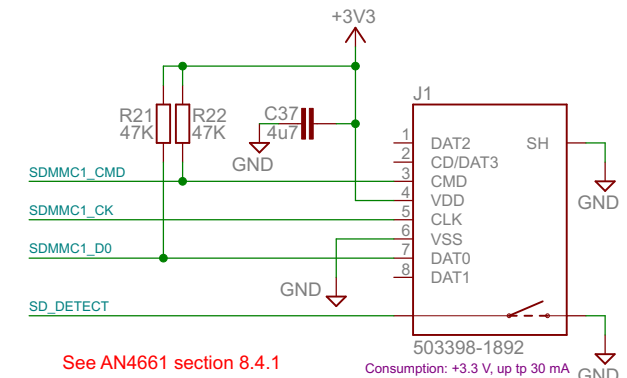 +3V3
J1
R21
47K
R22
47K
C37
4u7
GND
1 DAT2 SH
2 CD/DAT3
SDMMC1_CMD 3 CMD
4 VDD
GND
SDMMC1_CK 5 CLK
6 VSS
SDMMC1_D0 7 DAT0
8 DAT1
GND
SD_DETECT
503398-1892
See AN4661 section 8.4.1
Consumption: +3.3 V, up tp 30 mA
GND